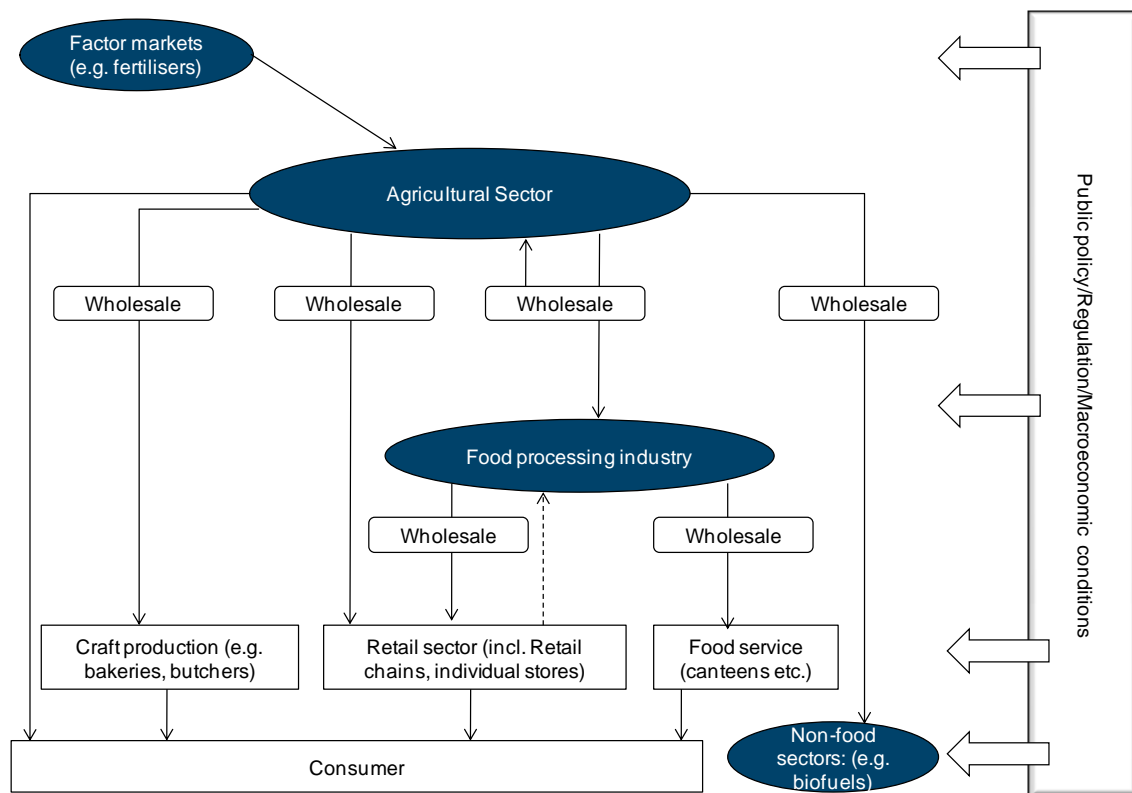 Factor markets
(e.g. fertilisers)
Agricultural Sector
Wholesale
Wholesale
Wholesale
Wholesale
Food processing industry
Wholesale
Wholesale
Craft production (e.g.
bakeries, butchers)
Retail sector (incl. Retail
chains, individual stores)
Food service
(canteens etc.)
Non-food
sectors: (e.g.
biofuels)
Consumer
Public policy/Regulation/Macroeconomic conditions